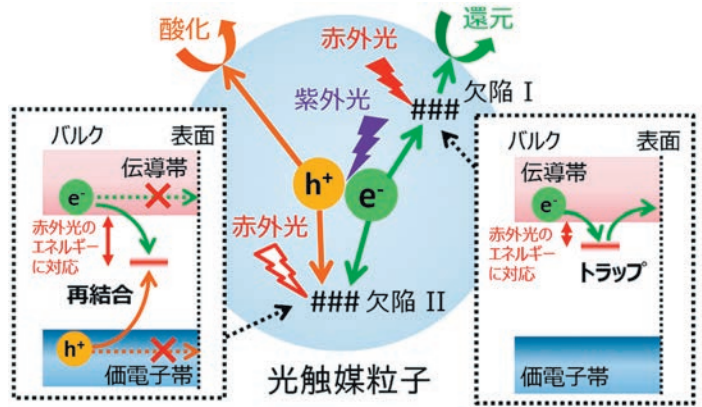 酸化
還元
赤外光
紫外光
### 欠陥 I
h⁺
e⁻
赤外光
### 欠陥 II
光触媒粒子
バルク 表面
伝導帯
e⁻
赤外光の
エネルギー
に対応
再結合
h⁺
価電子帯
バルク 表面
伝導帯
e⁻
赤外光の
エネルギー
に対応
トラップ
価電子帯